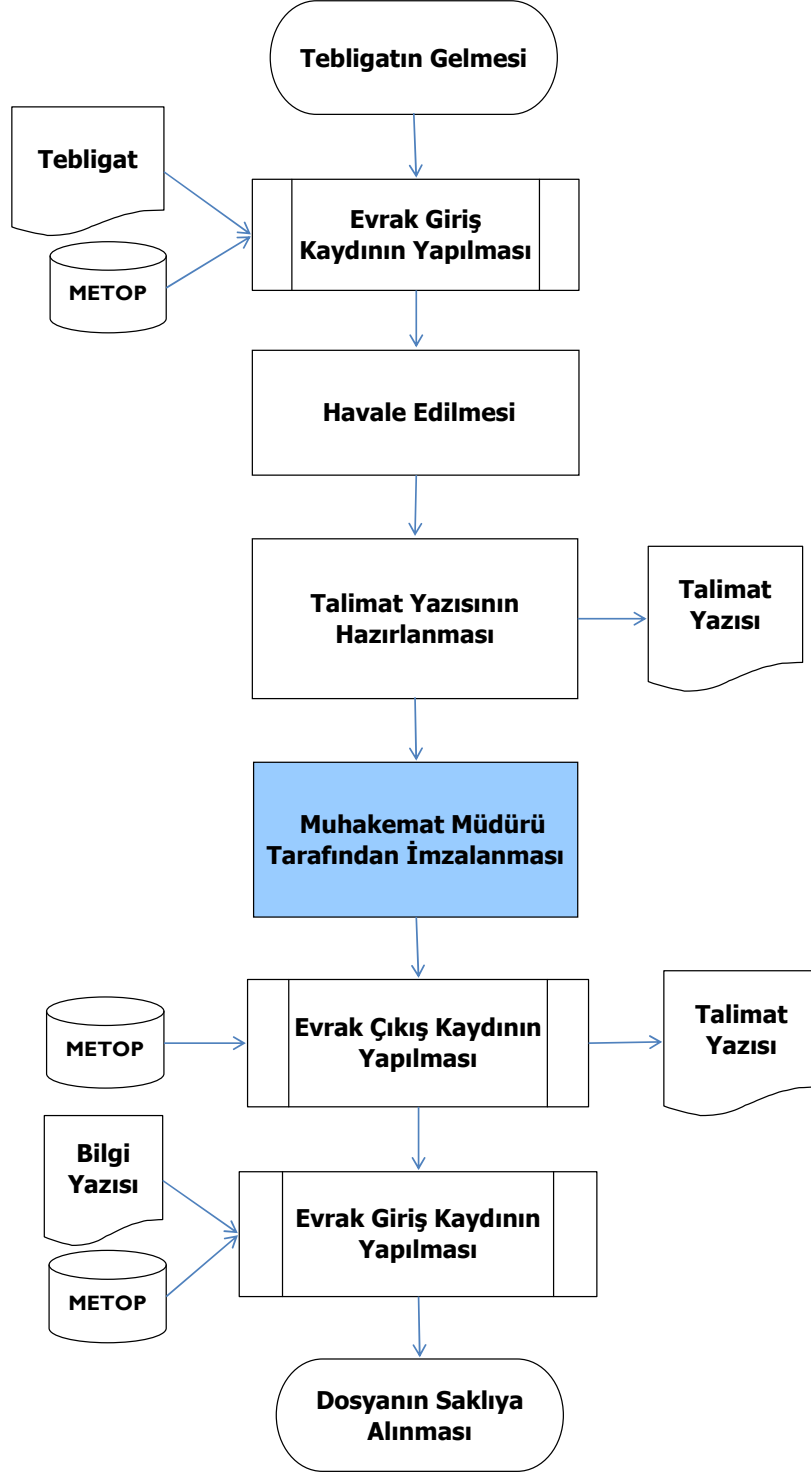 Tebligatın Gelmesi
Tebligat
Evrak Giriş
Kaydının Yapılması
METOP
Havale Edilmesi
Talimat Yazısının
Hazırlanması
Talimat
Yazısı
Muhakemat Müdürü
Tarafından İmzalanması
METOP
Evrak Çıkış Kaydının
Yapılması
Talimat
Yazısı
Bilgi
Yazısı
Evrak Giriş Kaydının
Yapılması
METOP
Dosyanın Saklıya
Alınması